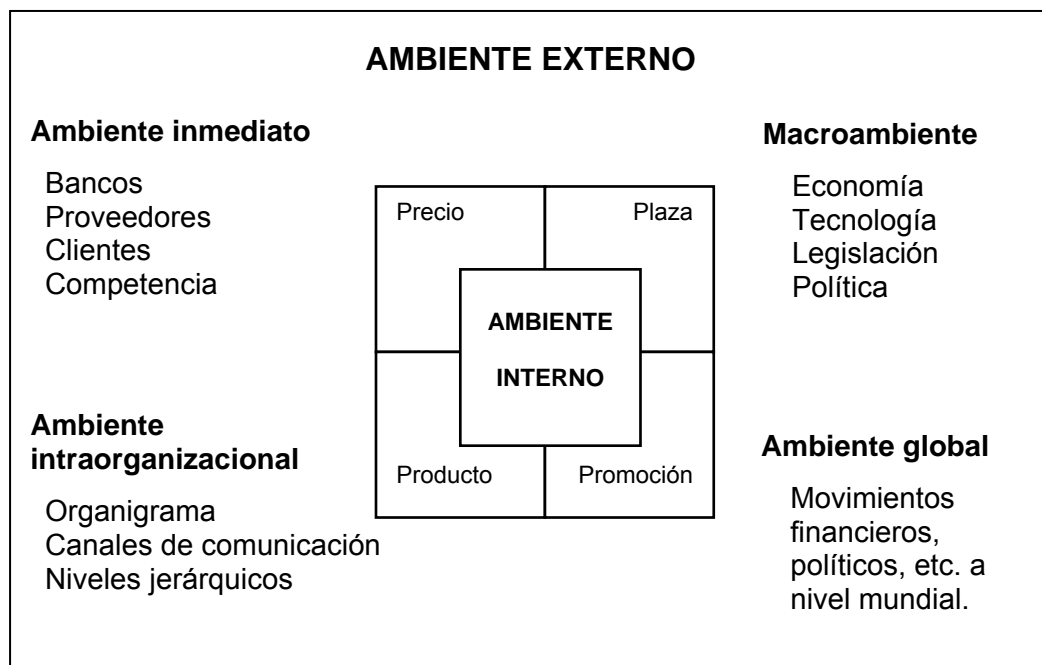 AMBIENTE EXTERNO
Ambiente inmediato
Bancos
Proveedores
Clientes
Competencia
Macroambiente
Economía
Tecnología
Legislación
Política
Precio
Plaza
AMBIENTE
INTERNO
Producto
Promoción
Ambiente
intraorganizacional
Organigrama
Canales de comunicación
Niveles jerárquicos
Ambiente global
Movimientos
financieros,
políticos, etc. a
nivel mundial.